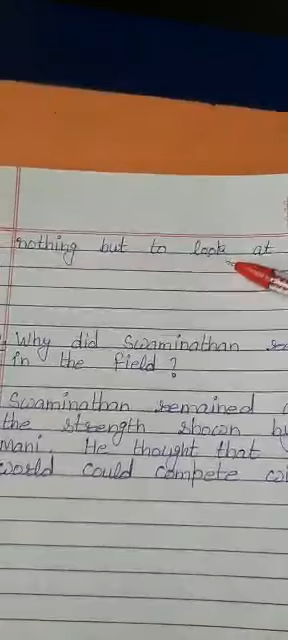 nothing but to look at
Why did Swaminathan
in the field?
Swaminathan remained
the strength shown by
Mani. He thought that
world could compete